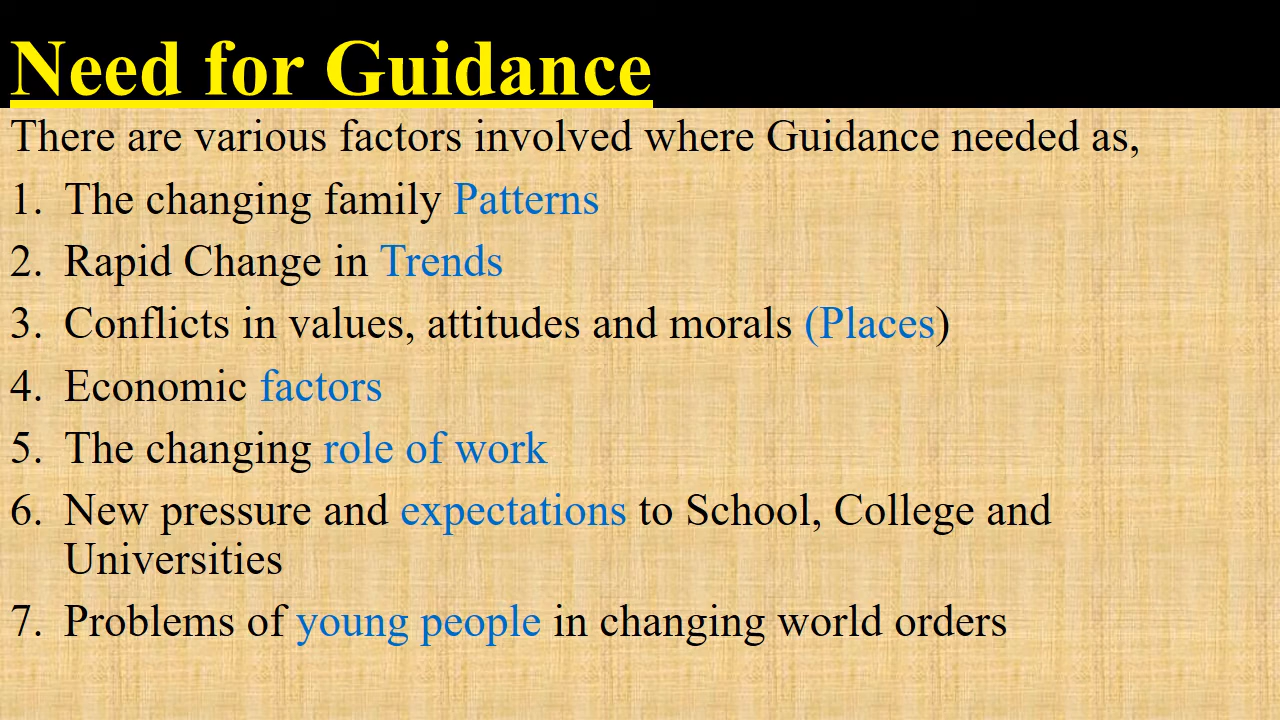 Need for Guidance
There are various factors involved where Guidance needed as,
1. The changing family Patterns
2. Rapid Change in Trends
3. Conflicts in values, attitudes and morals (Places)
4. Economic factors
5. The changing role of work
6. New pressure and expectations to School, College and
Universities
7. Problems of young people in changing world orders